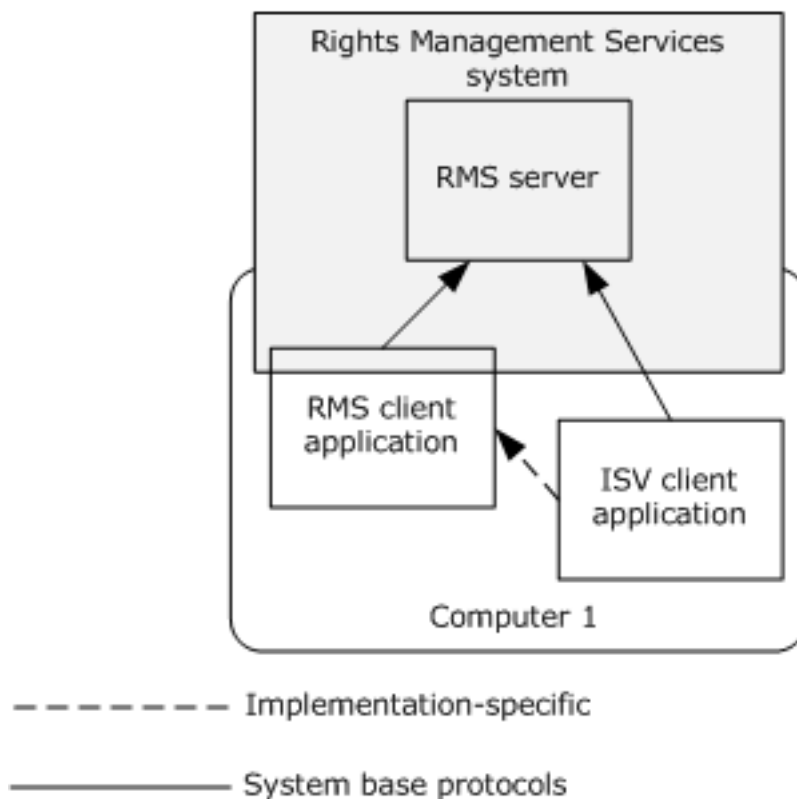 Rights Management Services
system
RMS server
RMS client
application
ISV client
application
Computer 1
Implementation-specific
System base protocols